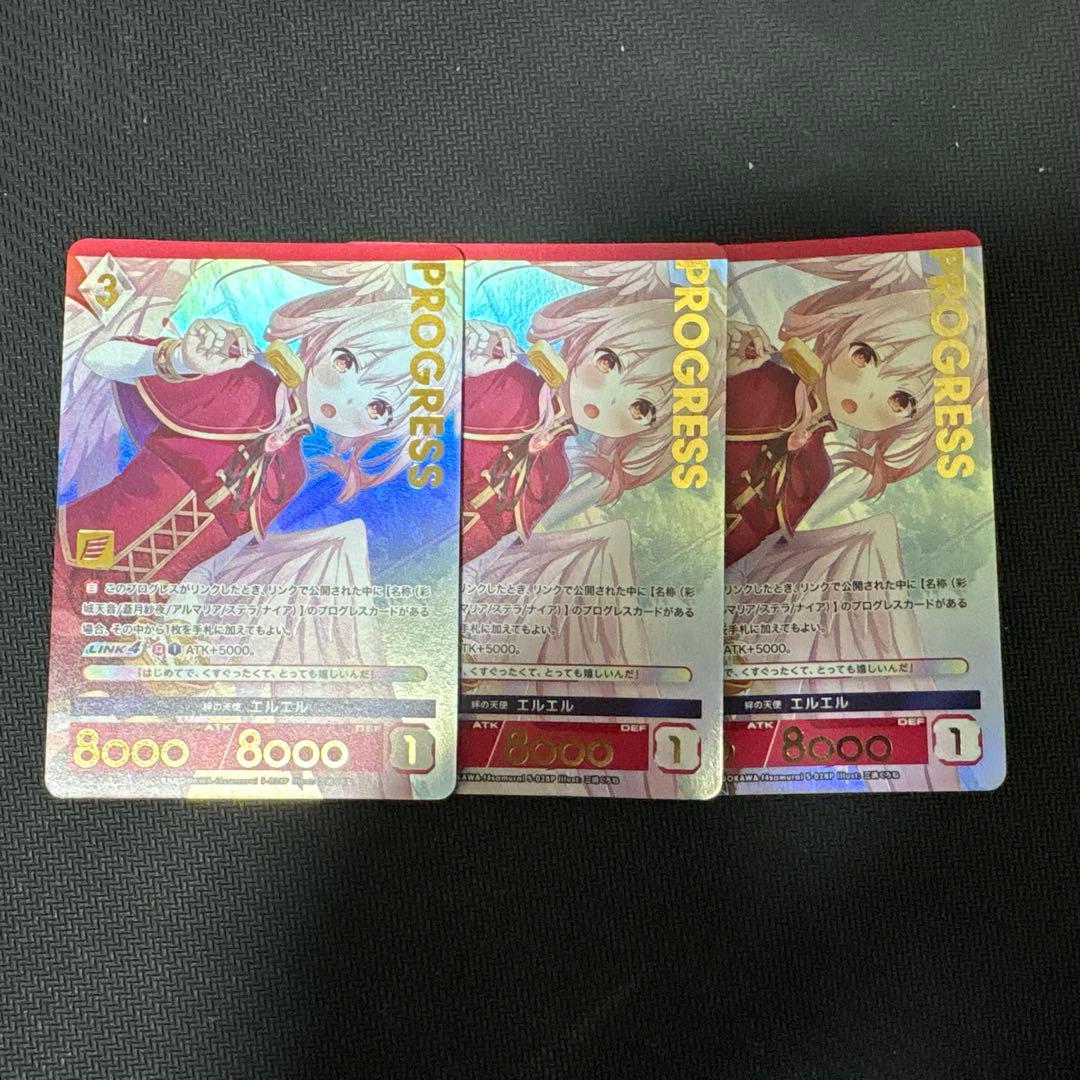 3
PROGRESS
自 このプログレスがリンクしたとき、リンクで公開された中に【名称（彩
城天音/蒼月紗夜/アルマリア/ステラ/ナイア）】のプログレスカードがある
場合、その中から1枚を手札に加えてもよい。
LINK 4 1 ATK+5000。
「はじめてで、くすぐったくて、とっても嬉しいんだ」
絆の天使 エルエル
ATK DEF
8000 8000 1
PROGRESS
ンクしたとき、リンクで公開された中に【名称（彩
マリア/ステラ/ナイア）】のプログレスカードがある
手札に加えてもよい。
TK+5000。
、くすぐったくて、とっても嬉しいんだ」
絆の天使 エルエル
ATK DEF
8000 1
KAWA f4samurai S-028P Illust:
PROGRESS
ンクしたとき、リンクで公開された中に【名称（彩
マリア/ステラ/ナイア）】のプログレスカードがある
手札に加えてもよい。
ATK+5000。
で、くすぐったくて、とっても嬉しいんだ」
絆の天使 エルエル
ATK DEF
8000 1
DOKAWA f4samurai S-028P Illust: